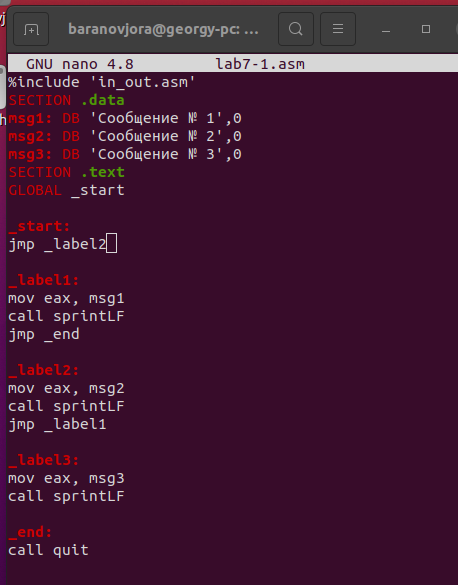 baranovjora@georgy-pc: ...
GNU nano 4.8 lab7-1.asm
%include 'in_out.asm'
SECTION .data
msg1: DB 'Сообщение № 1',0
msg2: DB 'Сообщение № 2',0
msg3: DB 'Сообщение № 3',0
SECTION .text
GLOBAL _start
_start:
jmp _label2
_label1:
mov eax, msg1
call sprintLF
jmp _end
_label2:
mov eax, msg2
call sprintLF
jmp _label1
_label3:
mov eax, msg3
call sprintLF
_end:
call quit